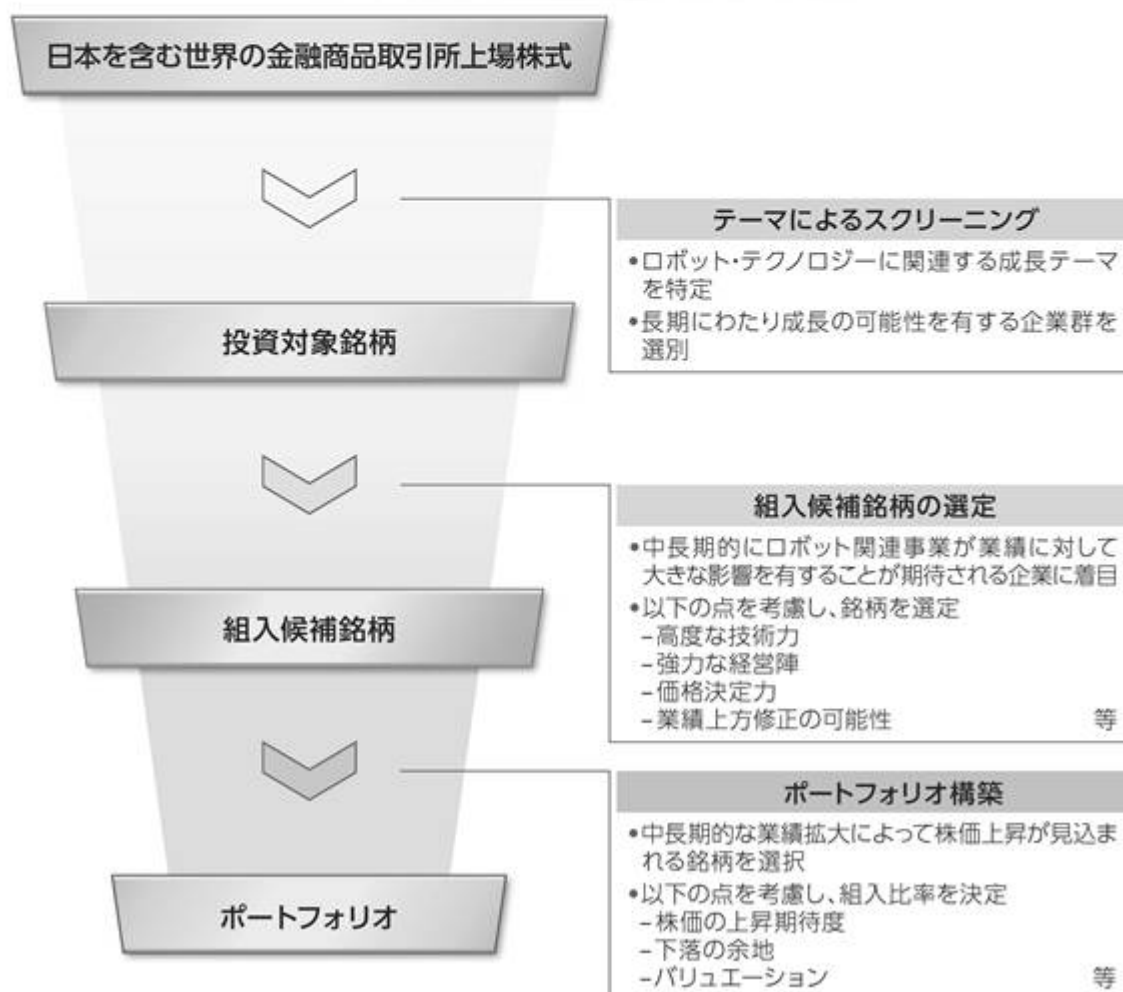 日本を含む世界の金融商品取引所上場株式
テーマによるスクリーニング
•ロボット・テクノロジーに関連する成長テーマ
を特定
•長期にわたり成長の可能性を有する企業群を
選別
投資対象銘柄
組入候補銘柄の選定
•中長期的にロボット関連事業が業績に対して
大きな影響を有することが期待される企業に着目
•以下の点を考慮し、銘柄を選定
–高度な技術力
–強力な経営陣
–価格決定力
–業績上方修正の可能性 等
組入候補銘柄
ポートフォリオ構築
•中長期的な業績拡大によって株価上昇が見込ま
れる銘柄を選択
•以下の点を考慮し、組入比率を決定
–株価の上昇期待度
–下落の余地
–バリュエーション 等
ポートフォリオ